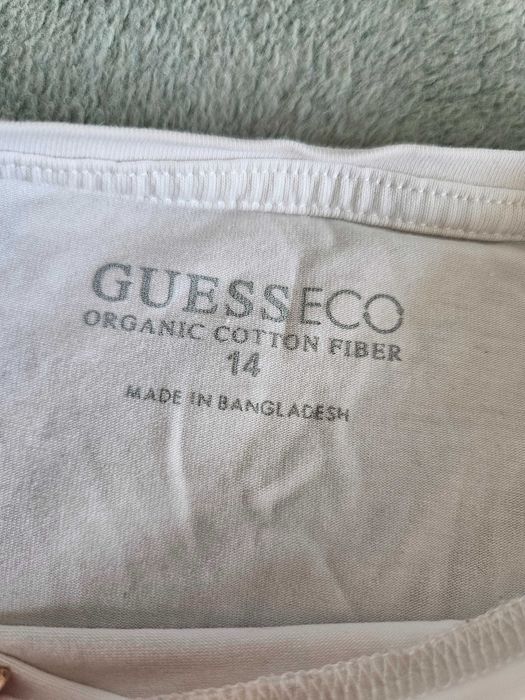 GUESSECO
ORGANIC COTTON FIBER
14
MADE IN BANGLADESH